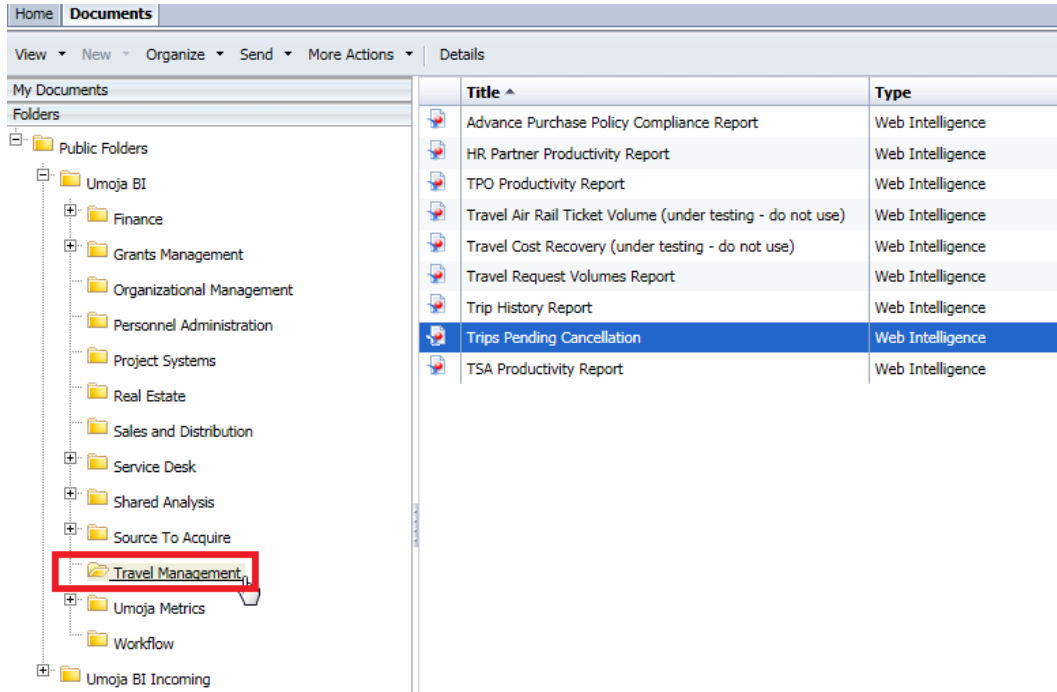 Home Documents
View New Organize Send More Actions Details
My Documents
Folders
Public Folders
Umoja BI
Finance
Grants Management
Organizational Management
Personnel Administration
Project Systems
Real Estate
Sales and Distribution
Service Desk
Shared Analysis
Source To Acquire
Travel Management
Umoja Metrics
Workflow
Umoja BI Incoming
Title Type
Advance Purchase Policy Compliance Report Web Intelligence
HR Partner Productivity Report Web Intelligence
TPO Productivity Report Web Intelligence
Travel Air Rail Ticket Volume (under testing - do not use) Web Intelligence
Travel Cost Recovery (under testing - do not use) Web Intelligence
Travel Request Volumes Report Web Intelligence
Trip History Report Web Intelligence
Trips Pending Cancellation Web Intelligence
TSA Productivity Report Web Intelligence